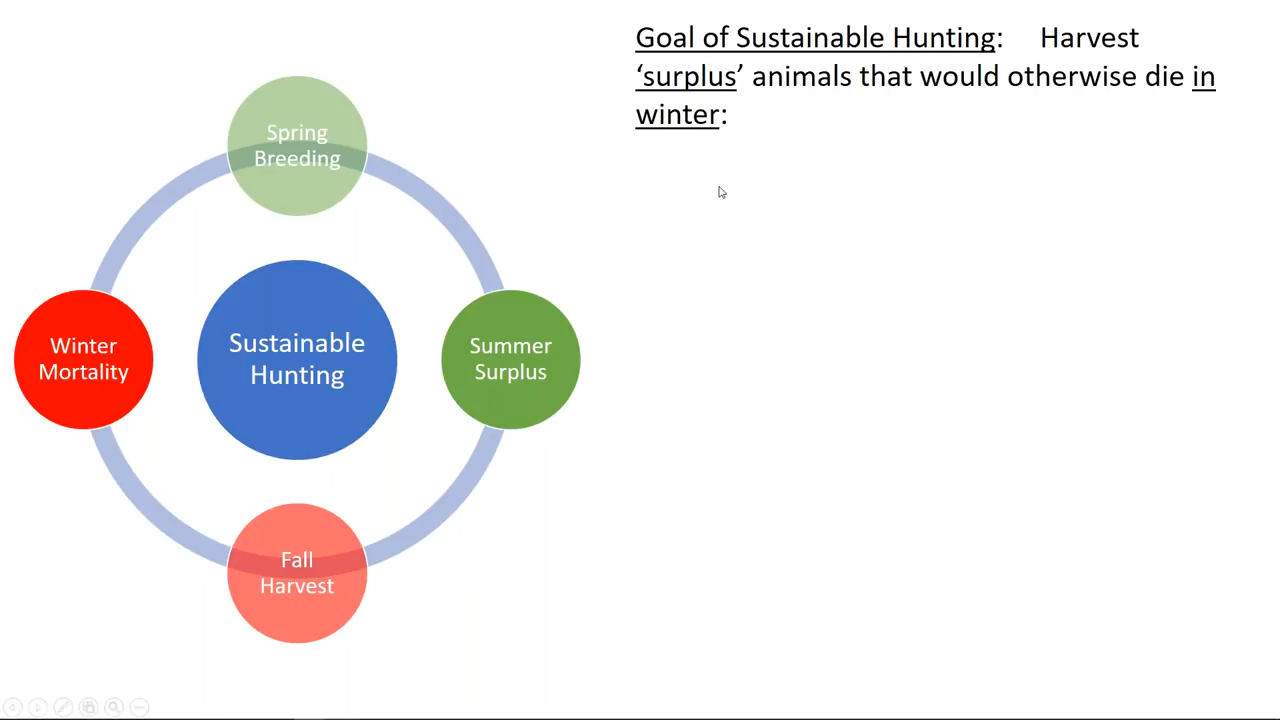 Goal of Sustainable Hunting: Harvest
‘surplus’ animals that would otherwise die in
winter:
Spring
Breeding
Winter
Mortality
Sustainable
Hunting
Summer
Surplus
Fall
Harvest